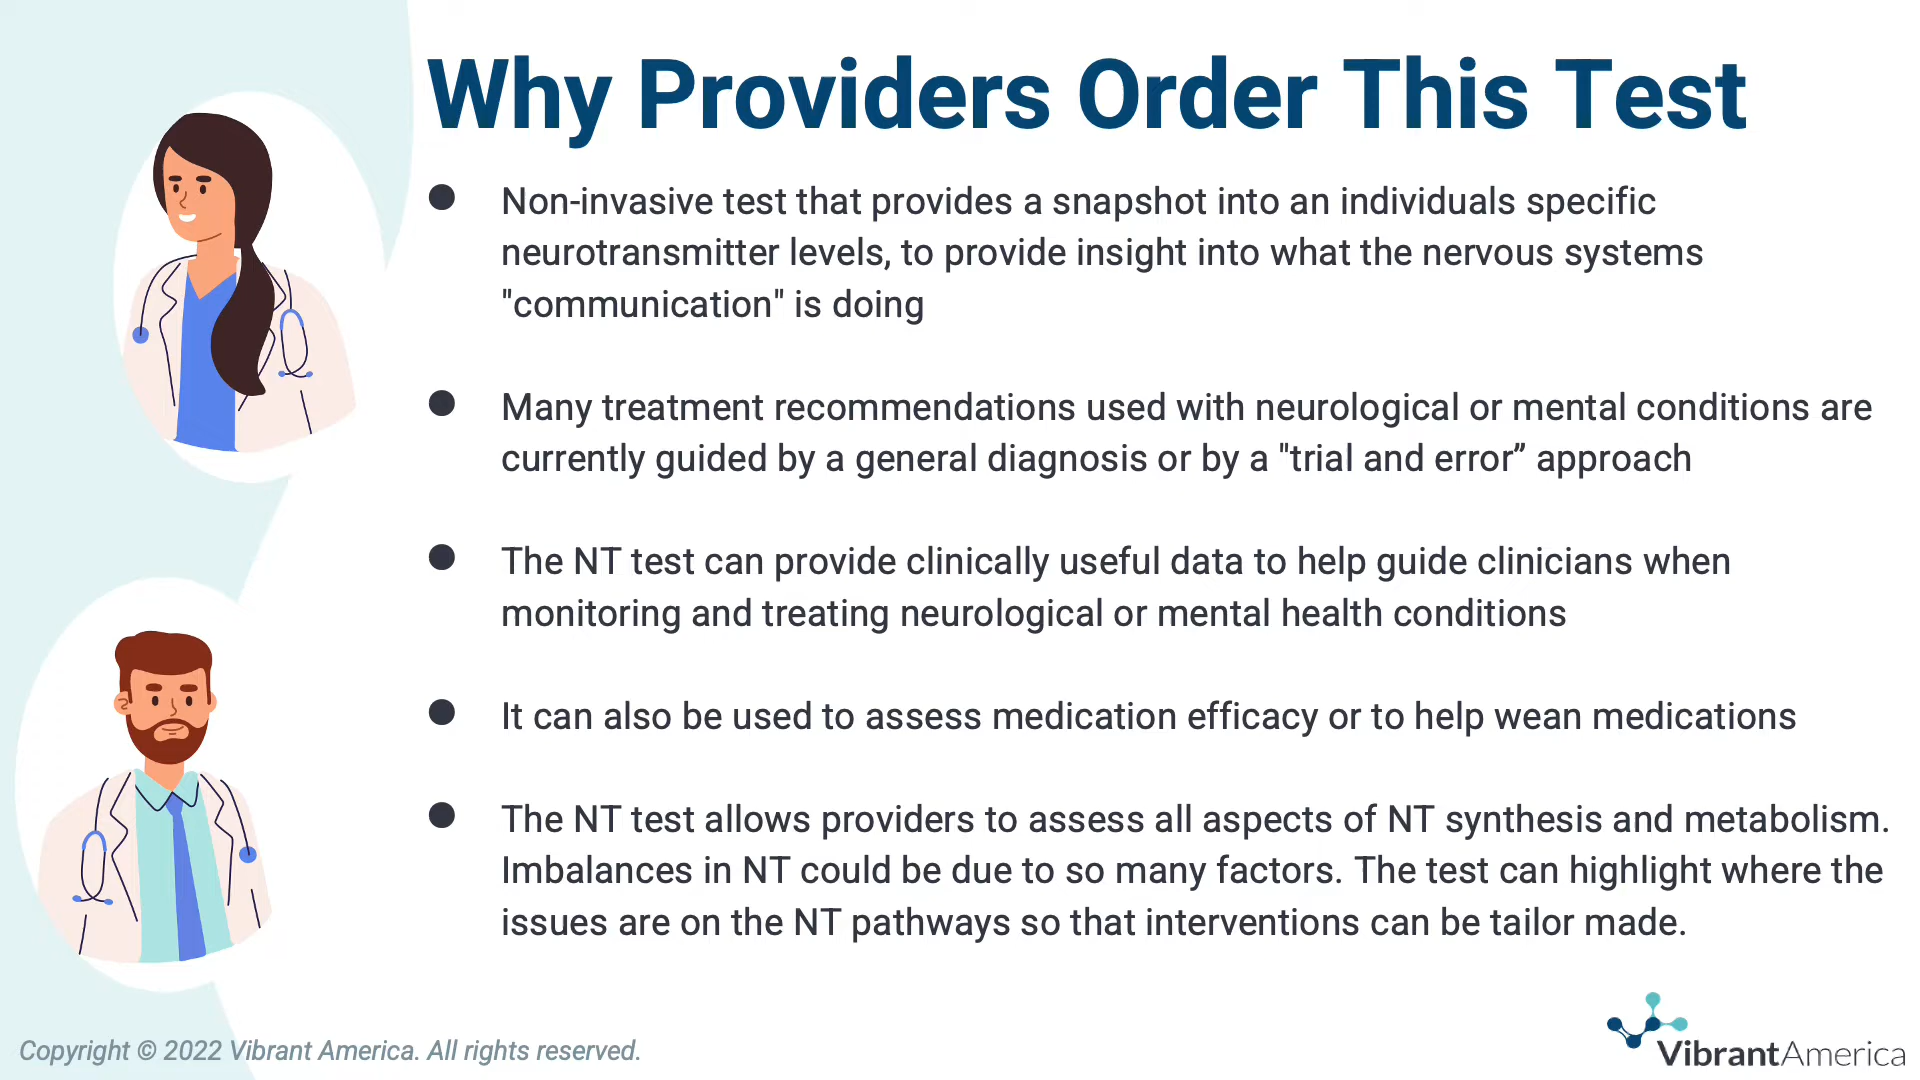 Why Providers Order This Test
● Non-invasive test that provides a snapshot into an individuals specific
neurotransmitter levels, to provide insight into what the nervous systems
"communication" is doing
● Many treatment recommendations used with neurological or mental conditions are
currently guided by a general diagnosis or by a "trial and error” approach
● The NT test can provide clinically useful data to help guide clinicians when
monitoring and treating neurological or mental health conditions
● It can also be used to assess medication efficacy or to help wean medications
● The NT test allows providers to assess all aspects of NT synthesis and metabolism.
Imbalances in NT could be due to so many factors. The test can highlight where the
issues are on the NT pathways so that interventions can be tailor made.
Copyright © 2022 Vibrant America. All rights reserved.
VibrantAmerica